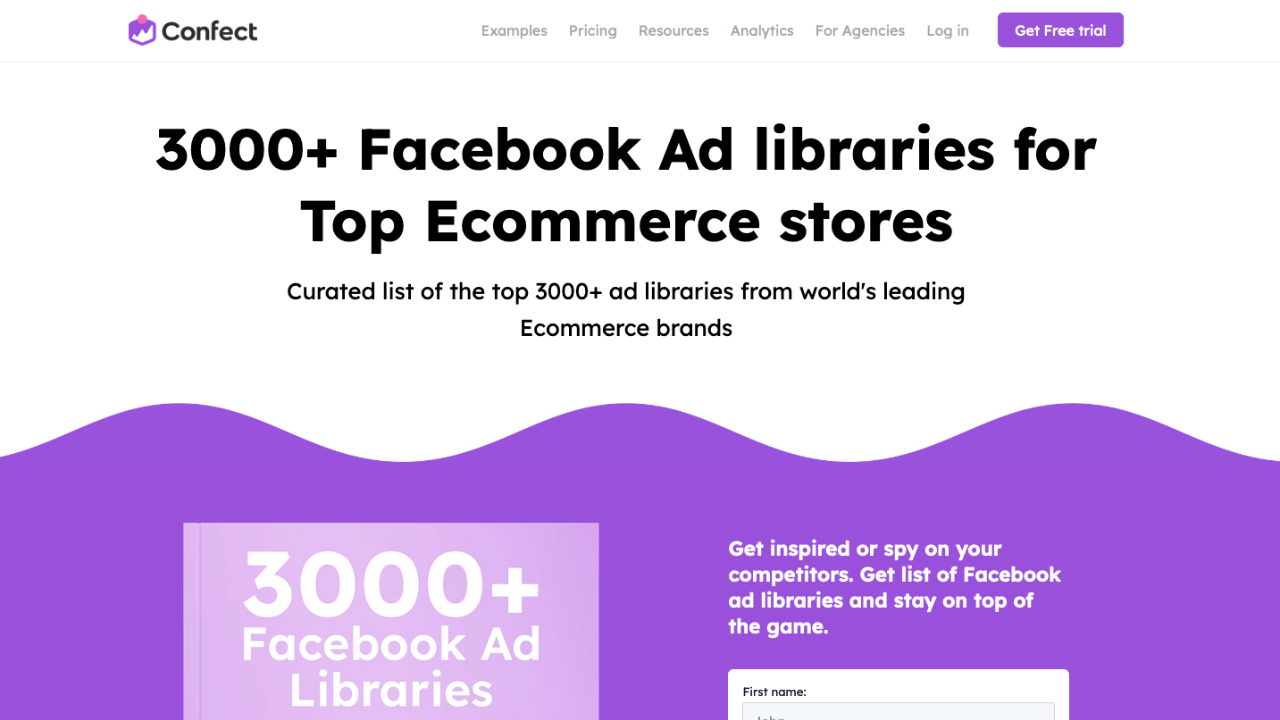 Confect
Examples
Pricing
Resources
Analytics
For Agencies
Log in
Get Free trial
3000+ Facebook Ad libraries for
Top Ecommerce stores
Curated list of the top 3000+ ad libraries from world's leading
Ecommerce brands
3000+
Facebook Ad
Libraries
Get inspired or spy on your
competitors. Get list of Facebook
ad libraries and stay on top of
the game.
First name:
John